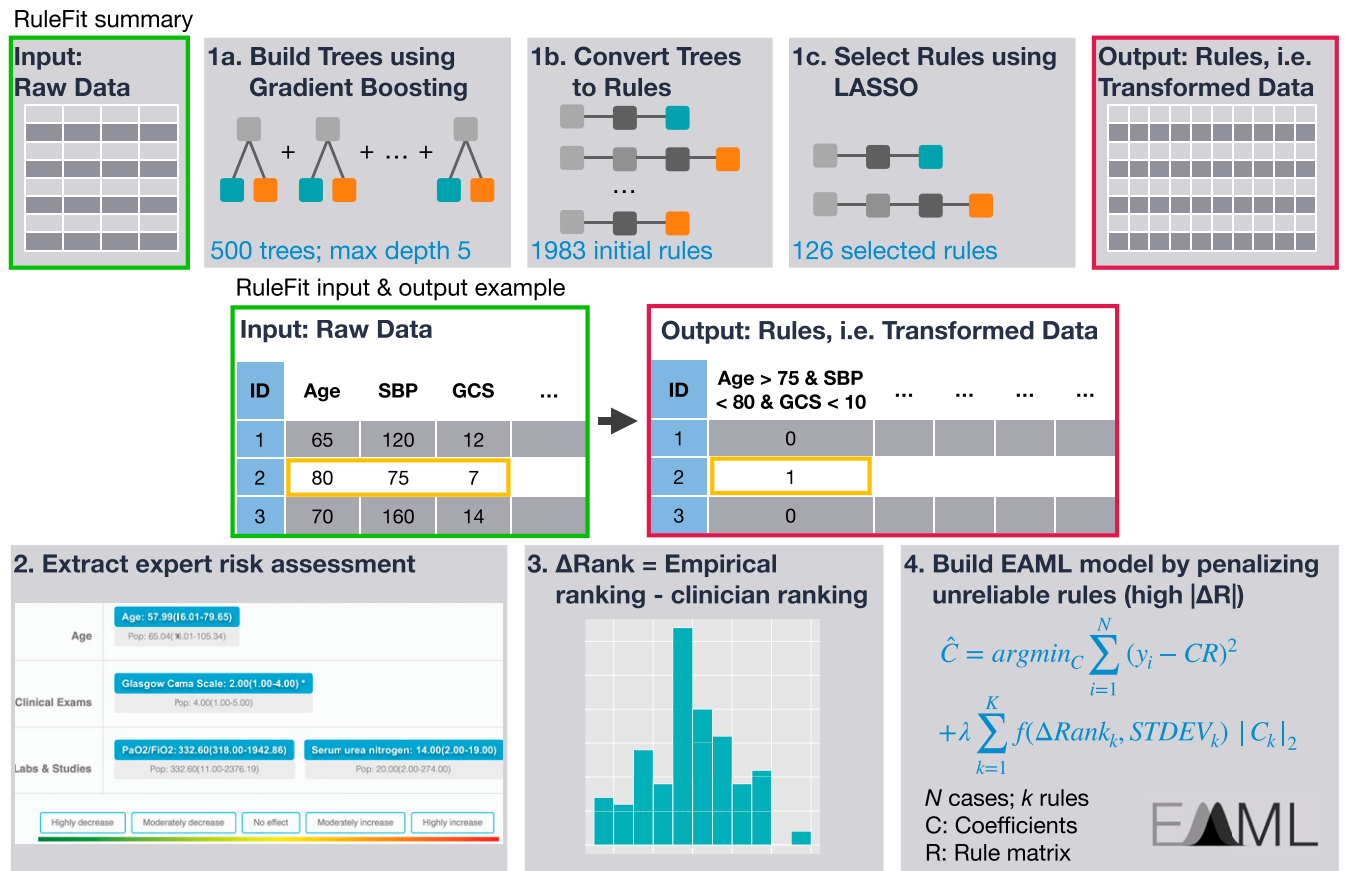 RuleFit summary
Input:
Raw Data
1a. Build Trees using
Gradient Boosting
+ + ... +
500 trees; max depth 5
1b. Convert Trees
to Rules
...
1983 initial rules
1c. Select Rules using
LASSO
126 selected rules
Output: Rules, i.e.
Transformed Data
RuleFit input & output example
Input: Raw Data
ID Age SBP GCS ...
1 65 120 12
2 80 75 7
3 70 160 14
Output: Rules, i.e. Transformed Data
ID Age > 75 & SBP
< 80 & GCS < 10 ... ... ... ...
1 0
2 1
3 0
2. Extract expert risk assessment
Age
Age: 57.99(16.01-79.65)
Pop: 65.04(16.01-105.34)
Clinical Exams
Glasgow Coma Scale: 2.00(1.00-4.00) *
Pop: 4.00(1.00-5.00)
Labs & Studies
PaO2/FiO2: 332.60(318.00-1942.86)
Pop: 332.60(11.00-2376.19)
Serum urea nitrogen: 14.00(2.00-19.00)
Pop: 20.00(2.00-274.00)
Highly decrease
Moderately decrease
No effect
Moderately increase
Highly increase
3. ΔRank = Empirical
ranking - clinician ranking
4. Build EAML model by penalizing
unreliable rules (high |ΔR|)
Ĉ = argmin_C ∑_{i=1}^{N} (y_i − CR)²
+λ ∑_{k=1}^{K} f(ΔRank_k, STDEV_k) |C_k|_2
N cases; k rules
C: Coefficients
R: Rule matrix
EAML